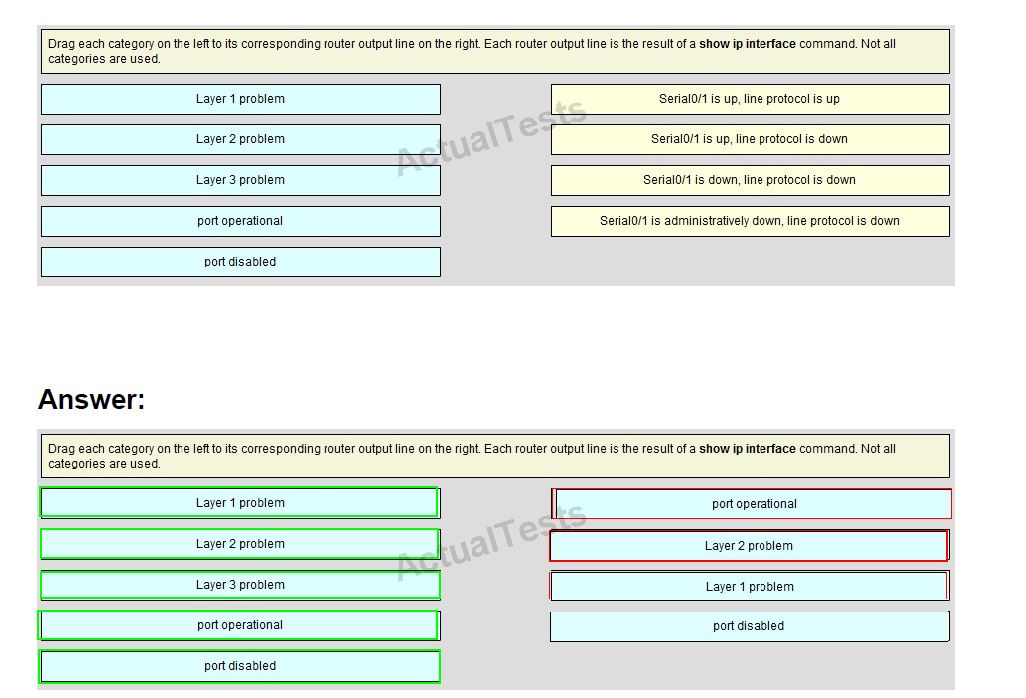 Drag each category on the left to its corresponding router output line on the right. Each router output line is the result of a show ip interface command. Not all
categories are used.
Layer 1 problem
Serial0/1 is up, line protocol is up
Layer 2 problem
Serial0/1 is up, line protocol is down
Layer 3 problem
Serial0/1 is down, line protocol is down
port operational
Serial0/1 is administratively down, line protocol is down
port disabled
ActualTests
Answer:
Drag each category on the left to its corresponding router output line on the right. Each router output line is the result of a show ip interface command. Not all
categories are used.
Layer 1 problem
port operational
Layer 2 problem
Layer 2 problem
Layer 3 problem
Layer 1 problem
port operational
port disabled
port disabled
ActualTests